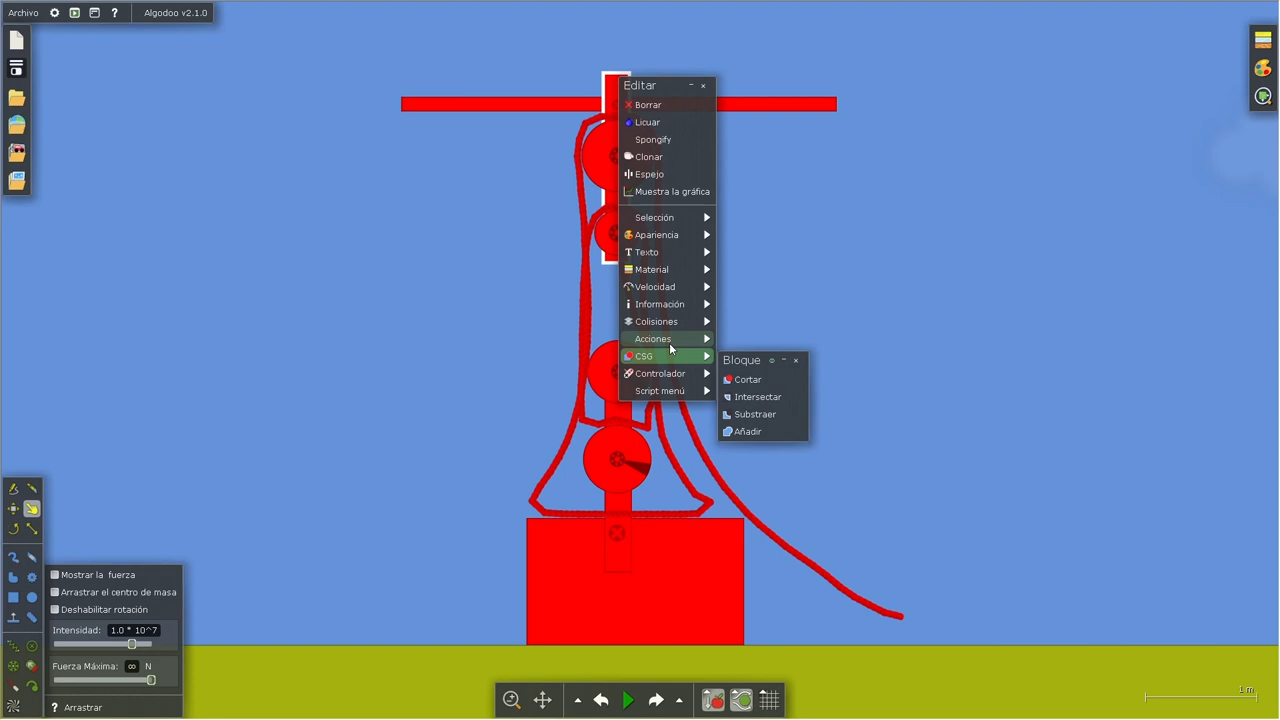 Archivo
Algodoo v2.1.0
Editar
Borrar
Licuar
Spongify
Clonar
Espejo
Muestra la gráfica
Selección
Apariencia
Texto
Material
Velocidad
Información
Colisiones
Acciones
CSG
Controlador
Script menú
Bloque
Cortar
Intersectar
Substraer
Añadir
Mostrar la fuerza
Arrastrar el centro de masa
Deshabilitar rotación
Intensidad: 1.0 * 10^7
Fuerza Máxima: ∞ N
? Arrastrar
1 m